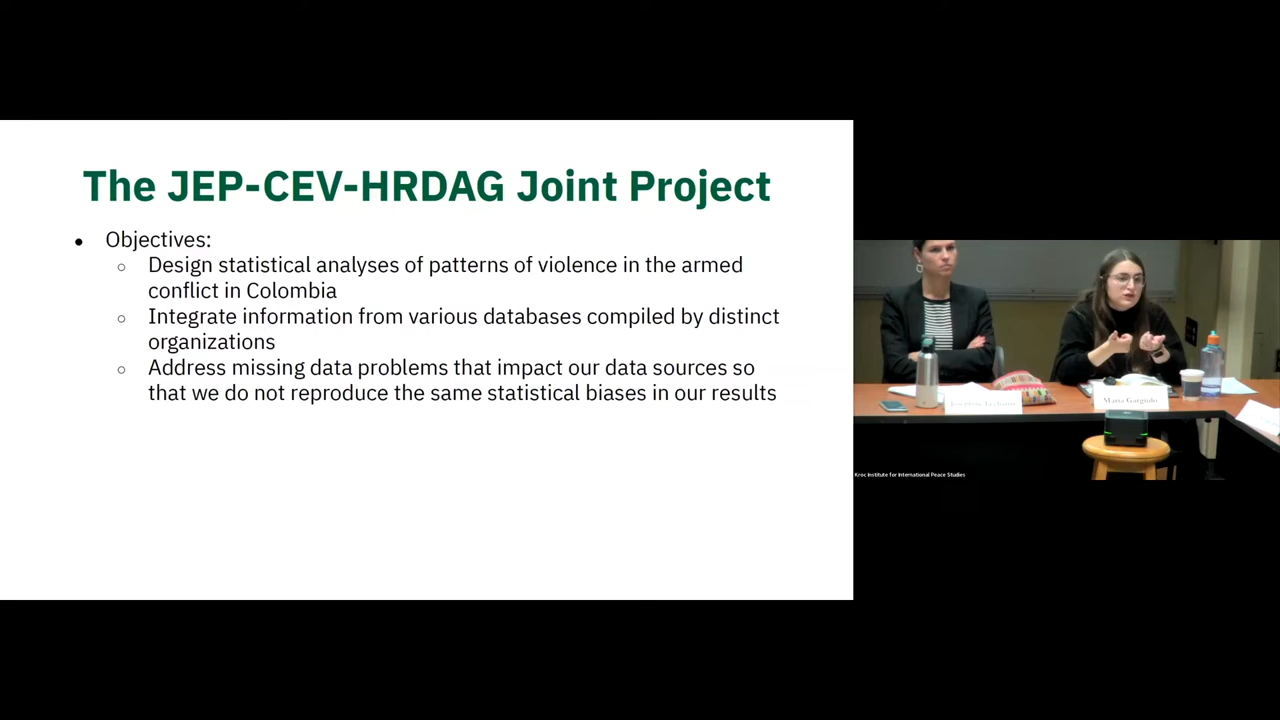 The JEP-CEV-HRDAG Joint Project
● Objectives:
○ Design statistical analyses of patterns of violence in the armed
conflict in Colombia
○ Integrate information from various databases compiled by distinct
organizations
○ Address missing data problems that impact our data sources so
that we do not reproduce the same statistical biases in our results
Maria Gargiulo
Kroc Institute for International Peace Studies